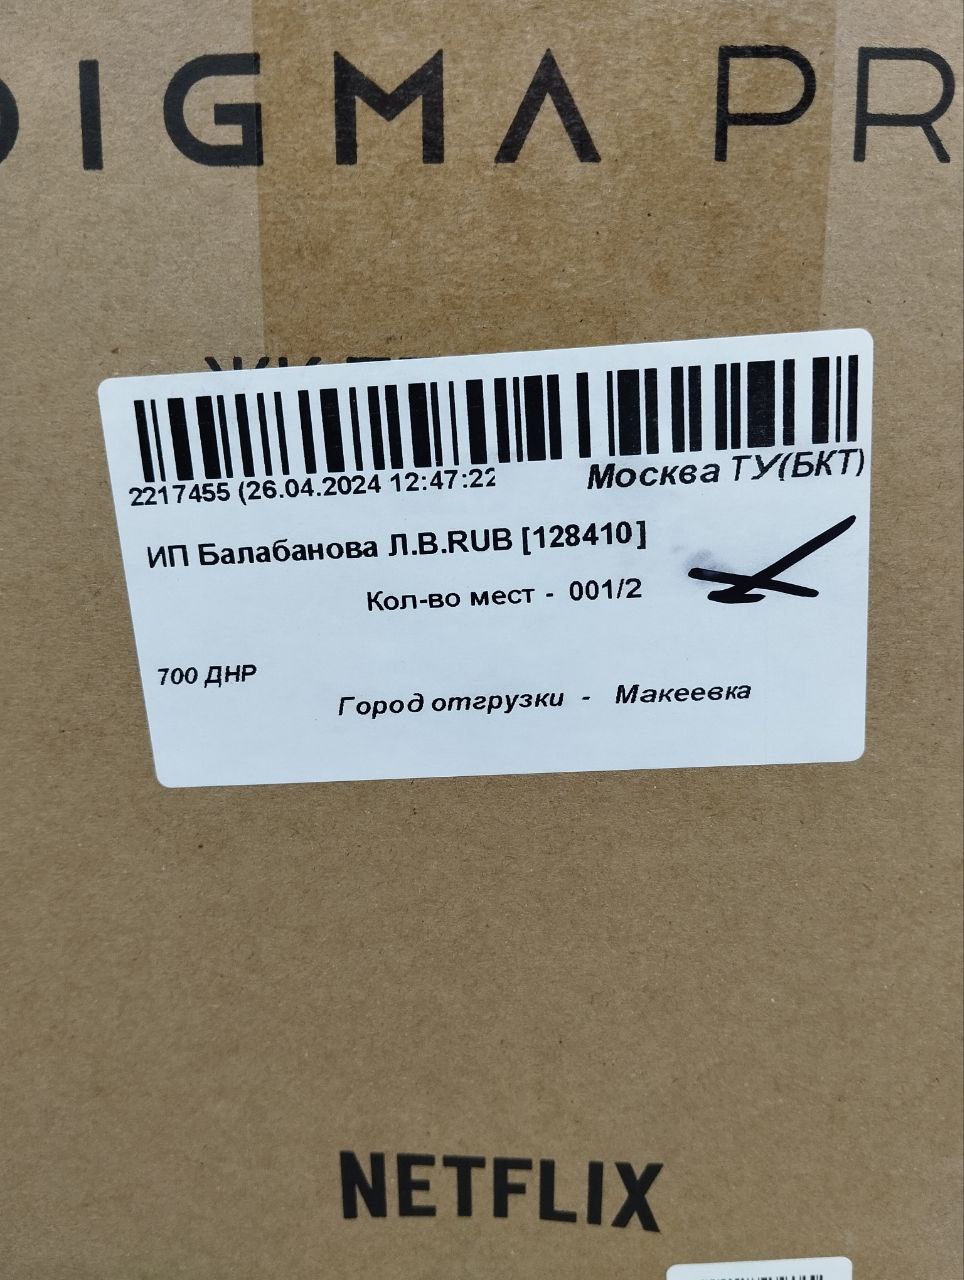 DIGMA PR
2217455 (26.04.2024 12:47:22
Москва ТУ(БКТ)
ИП Балабанова Л.В.RUB [128410]
Кол-во мест - 001/2
700 ДНР
Город отгрузки - Макеевка
NETFLIX